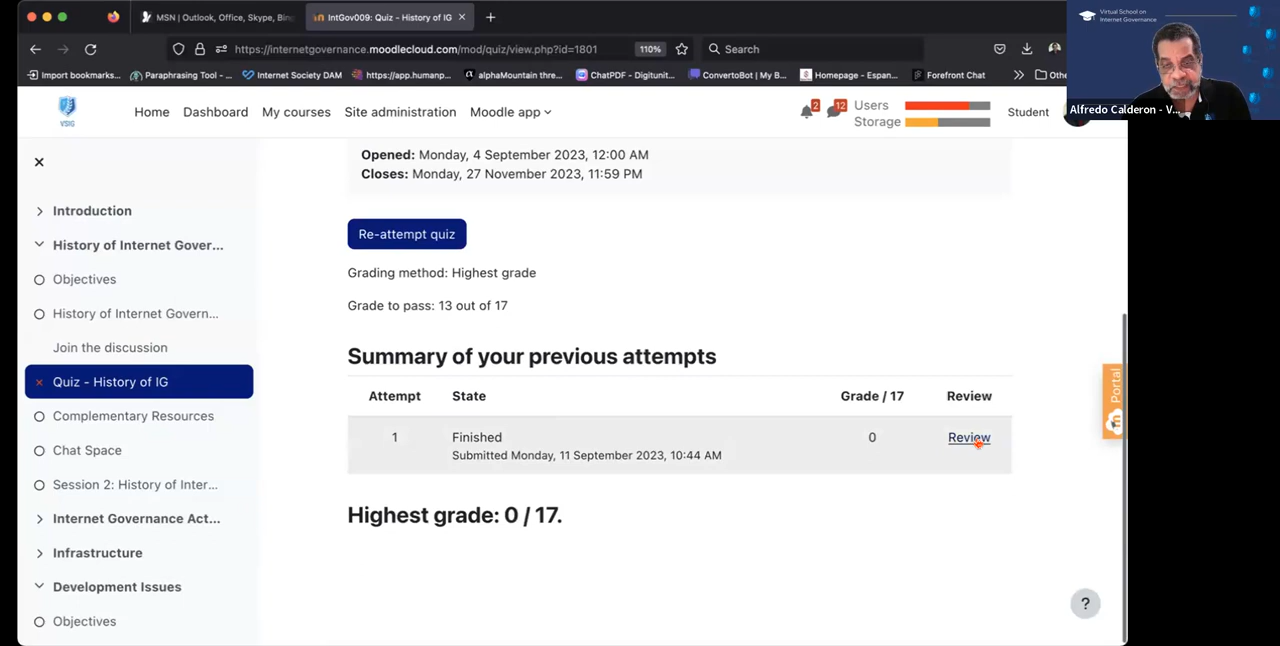 MSN | Outlook, Office, Skype, Bing
IntGov009: Quiz - History of IG
https://internetgovernance.moodlecloud.com/mod/quiz/view.php?id=1801
110%
Search
Import bookmarks...
Paraphrasing Tool - ...
Internet Society DAM
https://app.humanp...
alphaMountain thre...
ChatPDF - Digitunit...
ConvertoBot | My B...
Homepage - Espan...
Forefront Chat
Othe
Virtual School on
Internet Governance
Alfredo Calderon - V...
VSIG
Home
Dashboard
My courses
Site administration
Moodle app
2
12
Users
Storage
Student
Introduction
History of Internet Gover...
Objectives
History of Internet Govern...
Join the discussion
Quiz - History of IG
Complementary Resources
Chat Space
Session 2: History of Inter...
Internet Governance Act...
Infrastructure
Development Issues
Objectives
Opened: Monday, 4 September 2023, 12:00 AM
Closes: Monday, 27 November 2023, 11:59 PM
Re-attempt quiz
Grading method: Highest grade
Grade to pass: 13 out of 17
Summary of your previous attempts
Attempt State Grade / 17 Review
1 Finished 0 Review
Submitted Monday, 11 September 2023, 10:44 AM
Highest grade: 0 / 17.
Portal
?